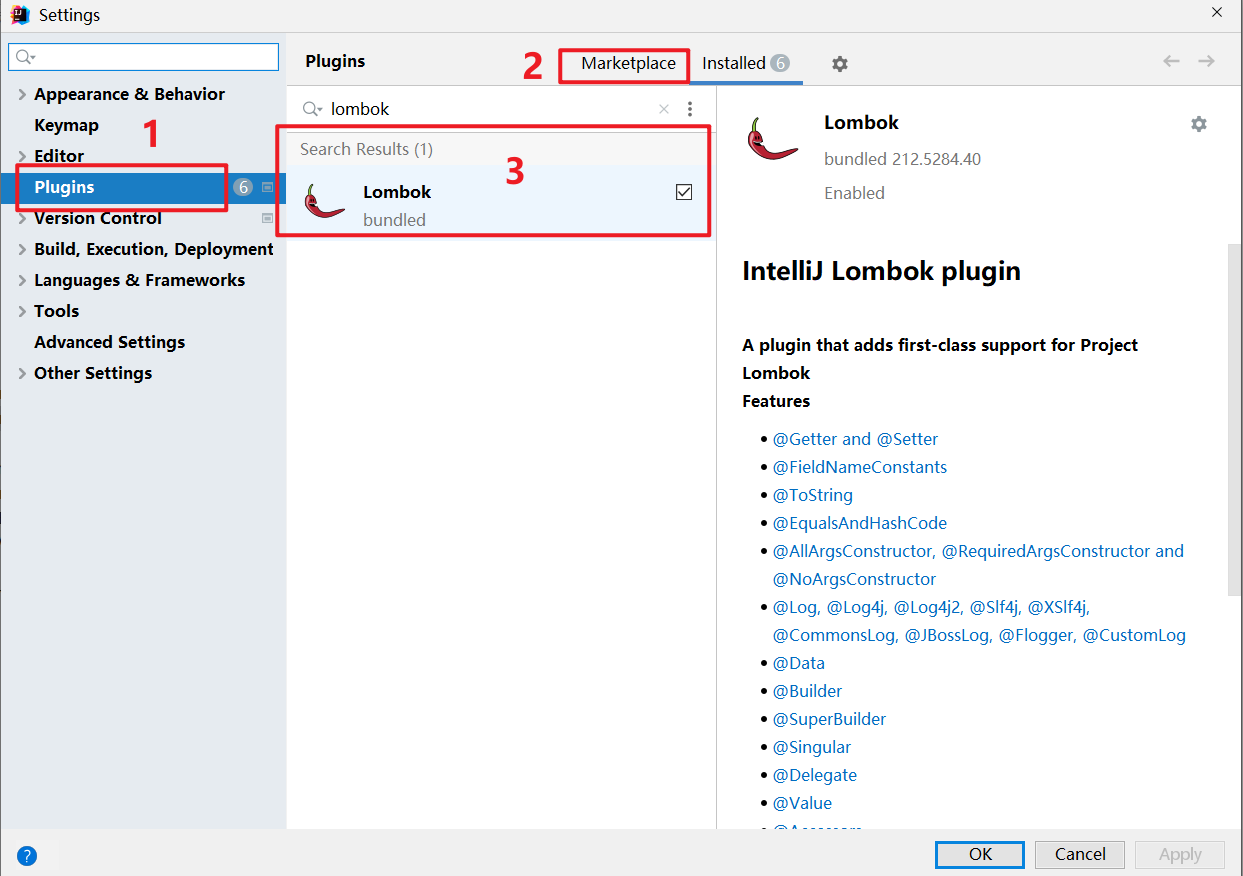 Settings
Plugins
2
Marketplace
Installed 6
Appearance & Behavior
Keymap
1
Editor
Plugins
6
Version Control
Build, Execution, Deployment
Languages & Frameworks
Tools
Advanced Settings
Other Settings
lombok
Search Results (1)
3
Lombok
bundled
Lombok
bundled 212.5284.40
Enabled
IntelliJ Lombok plugin
A plugin that adds first-class support for Project
Lombok
Features
• @Getter and @Setter
• @FieldNameConstants
• @ToString
• @EqualsAndHashCode
• @AllArgsConstructor, @RequiredArgsConstructor and
@NoArgsConstructor
• @Log, @Log4j, @Log4j2, @Slf4j, @XSlf4j,
@CommonsLog, @JBossLog, @Flogger, @CustomLog
• @Data
• @Builder
• @SuperBuilder
• @Singular
• @Delegate
• @Value
?
OK
Cancel
Apply